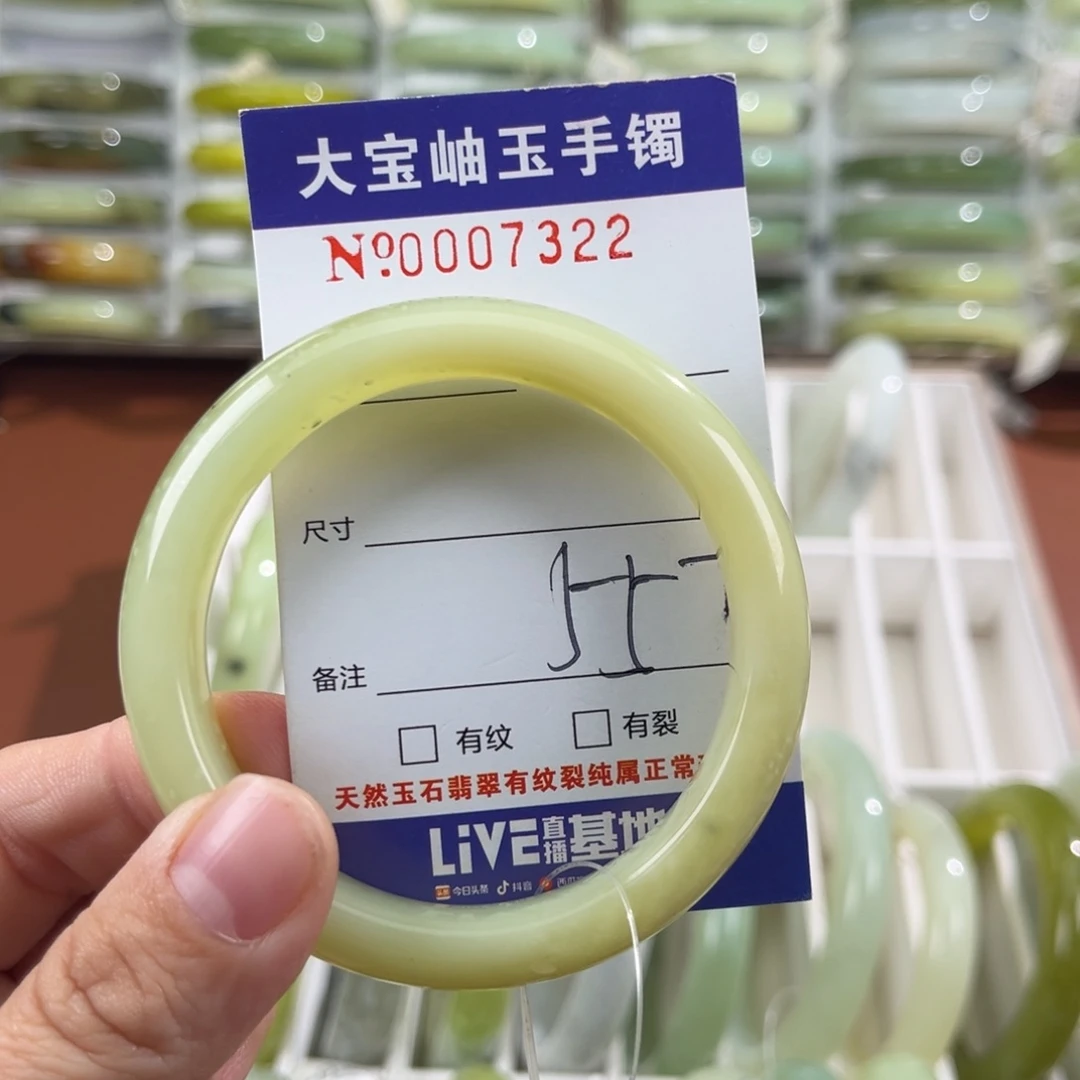 大宝岫玉手镯
No.0007322
尺寸
备注
有纹 有裂
天然玉石翡翠有纹裂纯属正常
LiVE直播基地
今日头条 抖音